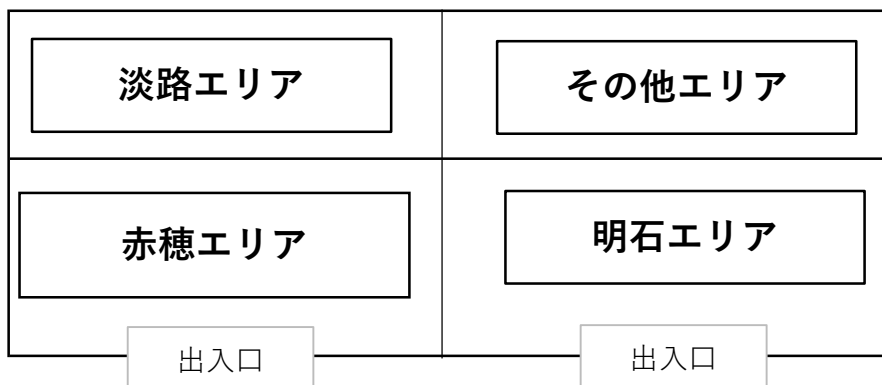 淡路エリア
その他エリア
赤穂エリア
明石エリア
出入口
出入口